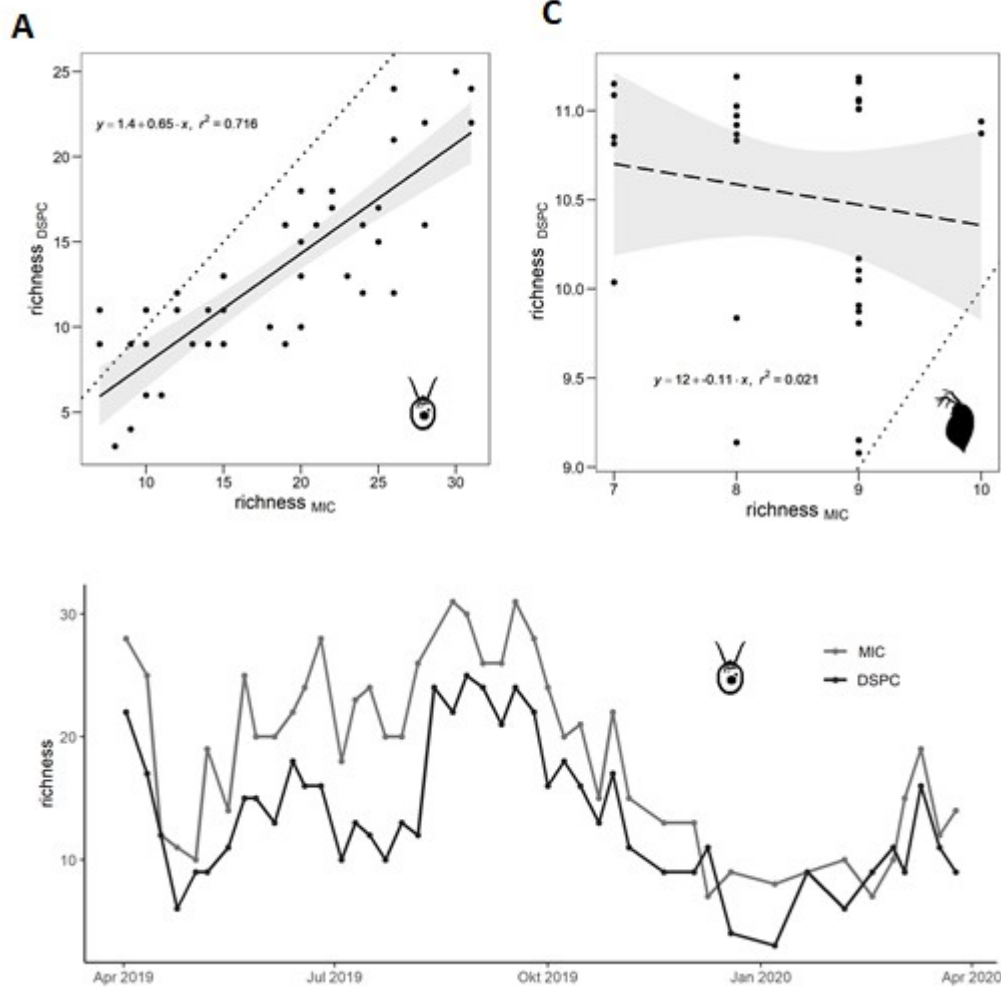 A
C
y = 1.4 + 0.65 · x, r² = 0.716
25
20
15
10
5
richness DSPC
10 15 20 25 30
richness MIC
11.0
10.5
10.0
9.5
9.0
richness DSPC
y = 12 + -0.11 · x, r² = 0.021
7 8 9 10
richness MIC
30
20
10
richness
MIC
DSPC
Apr 2019 Jul 2019 Okt 2019 Jan 2020 Apr 2020